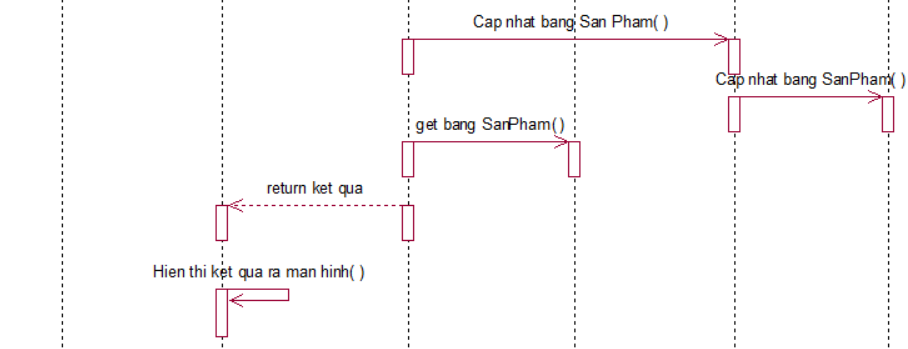 Cap nhat bang San Pham( )
Cap nhat bang SanPham( )
get bang SanPham( )
return ket qua
Hien thi ket qua ra man hinh( )